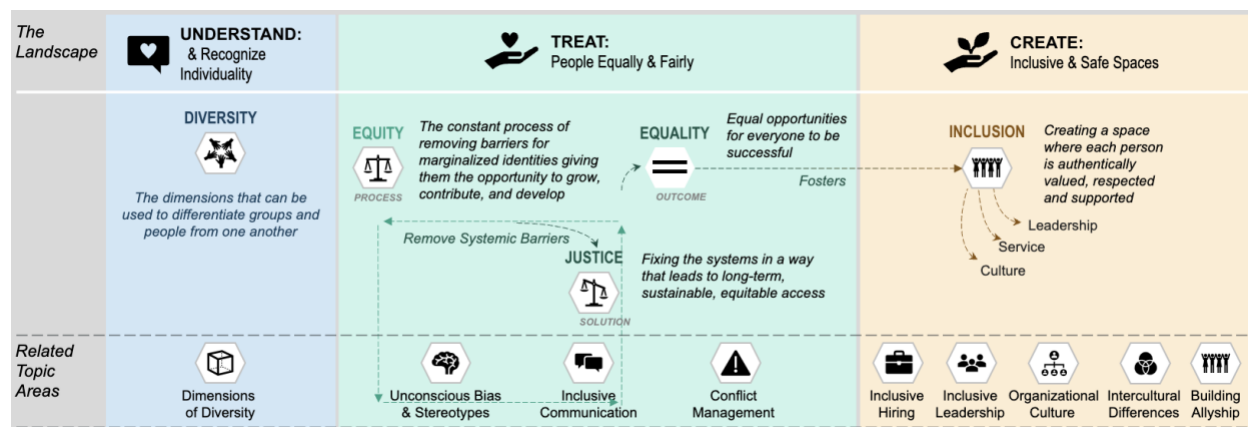 The
Landscape
UNDERSTAND:
& Recognize
Individuality
TREAT:
People Equally & Fairly
CREATE:
Inclusive & Safe Spaces
DIVERSITY
The dimensions that can be
used to differentiate groups and
people from one another
EQUITY
PROCESS
The constant process of
removing barriers for
marginalized identities giving
them the opportunity to grow,
contribute, and develop
EQUALITY
OUTCOME
Equal opportunities
for everyone to be
successful
Fosters
Remove Systemic Barriers
JUSTICE
SOLUTION
Fixing the systems in a way
that leads to long-term,
sustainable, equitable access
INCLUSION
Creating a space
where each person
is authentically
valued, respected
and supported
Leadership
Service
Culture
Related
Topic
Areas
Dimensions
of Diversity
Unconscious Bias
& Stereotypes
Inclusive
Communication
Conflict
Management
Inclusive
Hiring
Inclusive
Leadership
Organizational
Culture
Intercultural
Differences
Building
Allyship